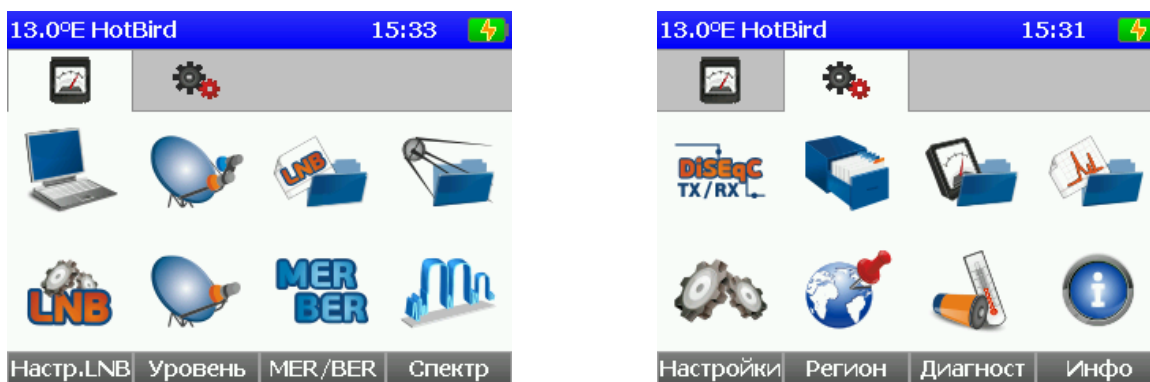 13.0ºE HotBird 15:33
LNB
LNB
MER
BER
Настр.LNB Уровень MER/BER Спектр
13.0ºE HotBird 15:31
DiSEqC
TX/RX
i
Настройки Регион Диагност Инфо